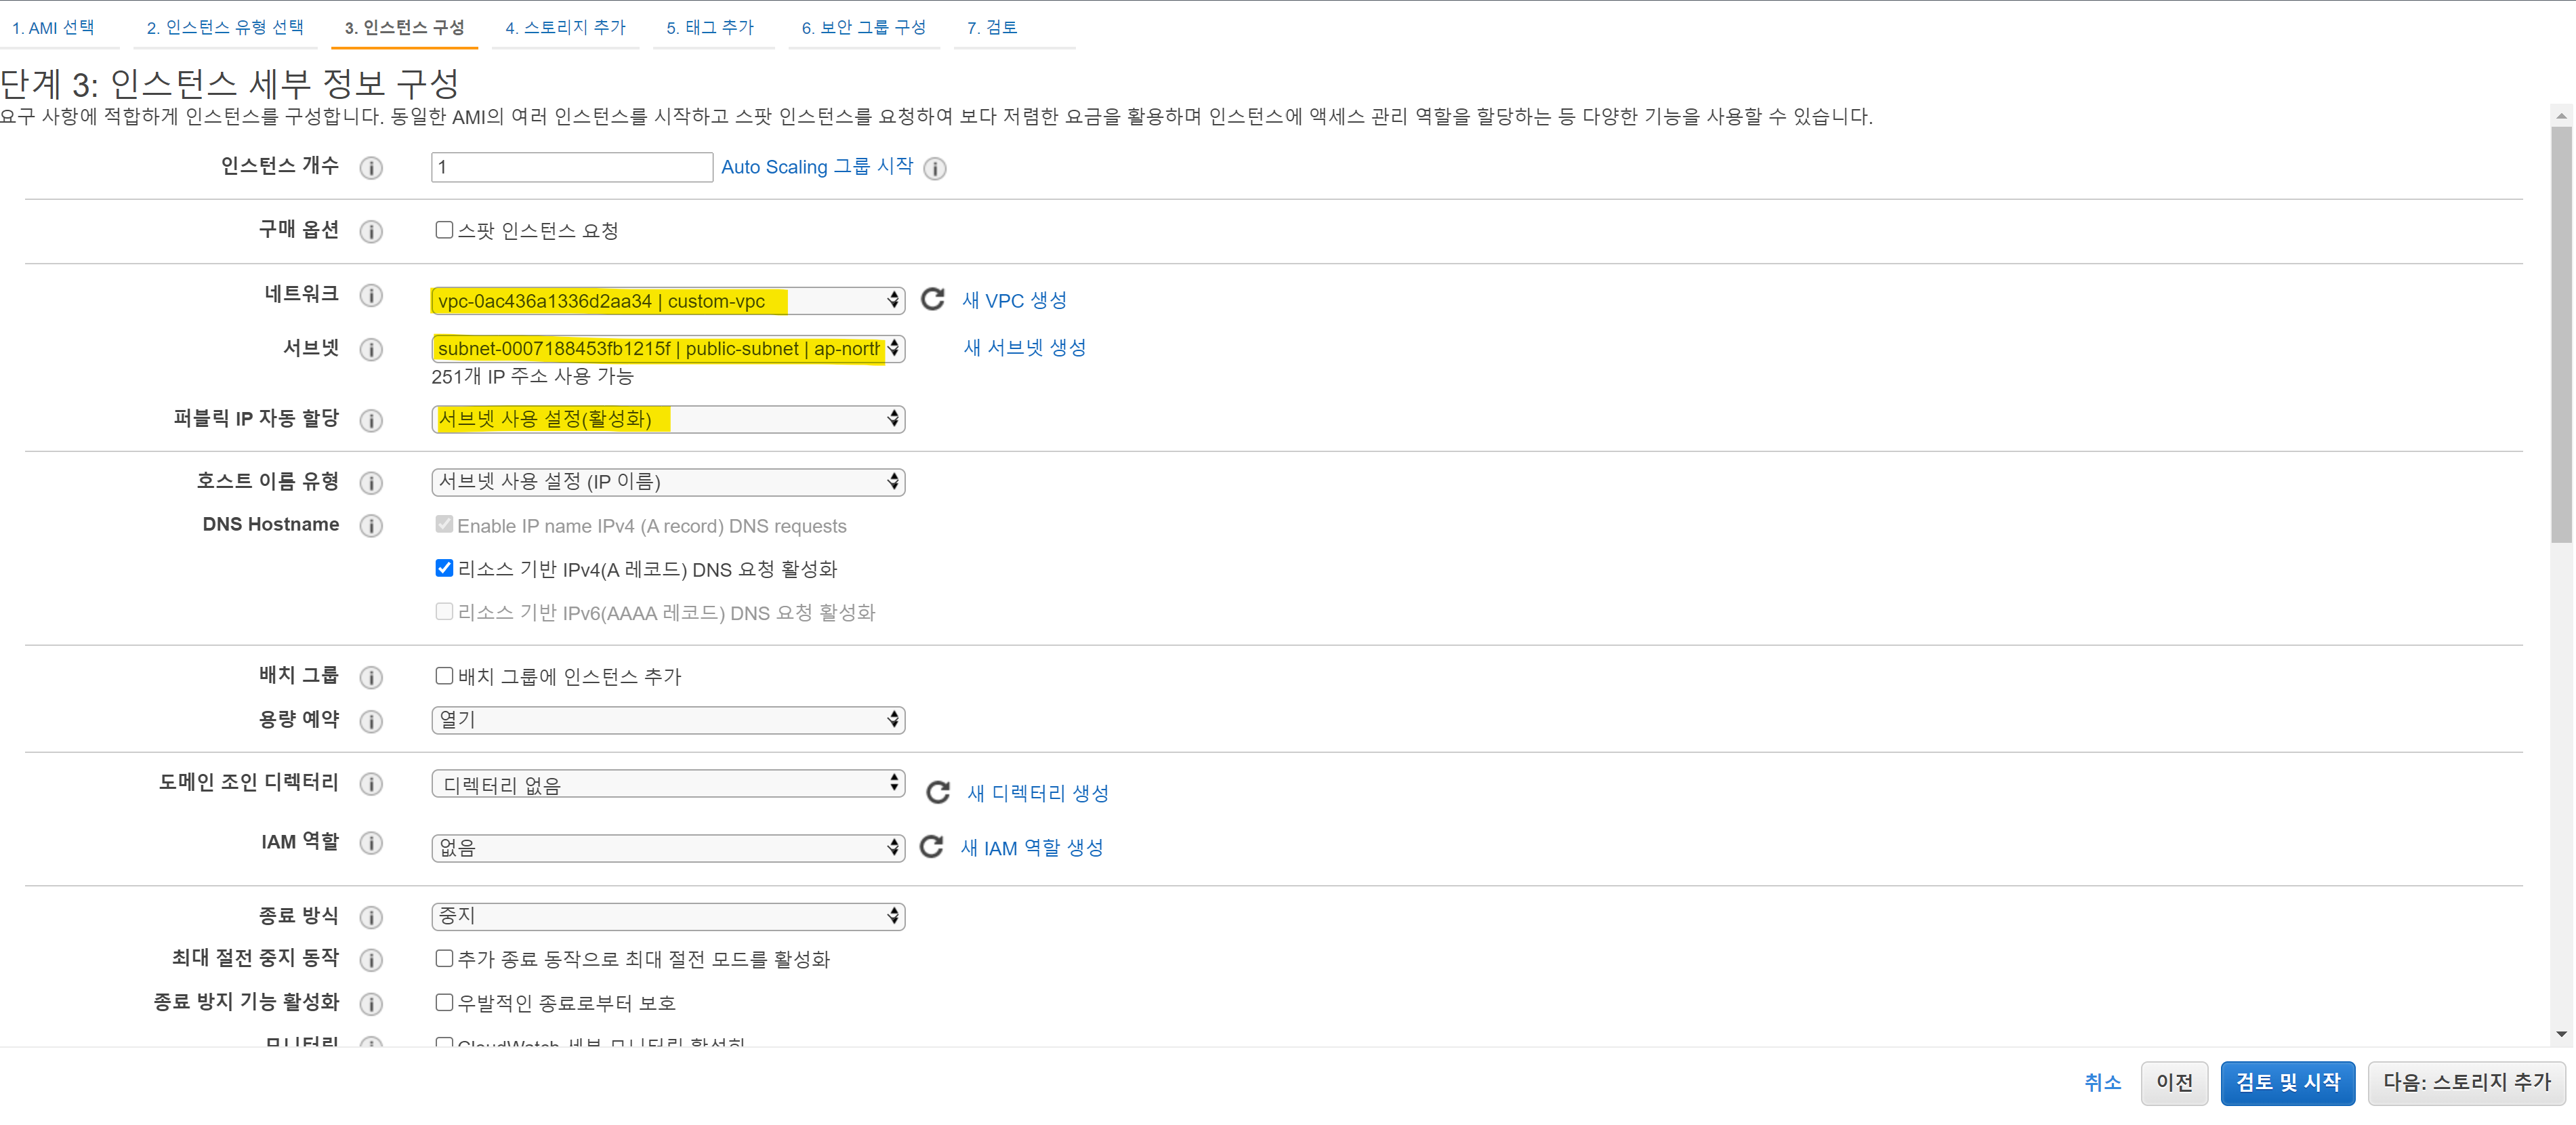 1. AMI 선택 2. 인스턴스 유형 선택 3. 인스턴스 구성 4. 스토리지 추가 5. 태그 추가 6. 보안 그룹 구성 7. 검토
단계 3: 인스턴스 세부 정보 구성
요구 사항에 적합하게 인스턴스를 구성합니다. 동일한 AMI의 여러 인스턴스를 시작하고 스팟 인스턴스를 요청하여 보다 저렴한 요금을 활용하며 인스턴스에 액세스 관리 역할을 할당하는 등 다양한 기능을 사용할 수 있습니다.
인스턴스 개수 1 Auto Scaling 그룹 시작
구매 옵션 스팟 인스턴스 요청
네트워크 vpc-0ac436a1336d2aa34 | custom-vpc 새 VPC 생성
서브넷 subnet-0007188453fb1215f | public-subnet | ap-north 새 서브넷 생성
251개 IP 주소 사용 가능
퍼블릭 IP 자동 할당 서브넷 사용 설정(활성화)
호스트 이름 유형 서브넷 사용 설정 (IP 이름)
DNS Hostname Enable IP name IPv4 (A record) DNS requests
리소스 기반 IPv4(A 레코드) DNS 요청 활성화
리소스 기반 IPv6(AAAA 레코드) DNS 요청 활성화
배치 그룹 배치 그룹에 인스턴스 추가
용량 예약 열기
도메인 조인 디렉터리 디렉터리 없음 새 디렉터리 생성
IAM 역할 없음 새 IAM 역할 생성
종료 방식 중지
최대 절전 중지 동작 추가 종료 동작으로 최대 절전 모드를 활성화
종료 방지 기능 활성화 우발적인 종료로부터 보호
모니터링 CloudWatch 세부 모니터링 활성화
취소 이전 검토 및 시작 다음: 스토리지 추가